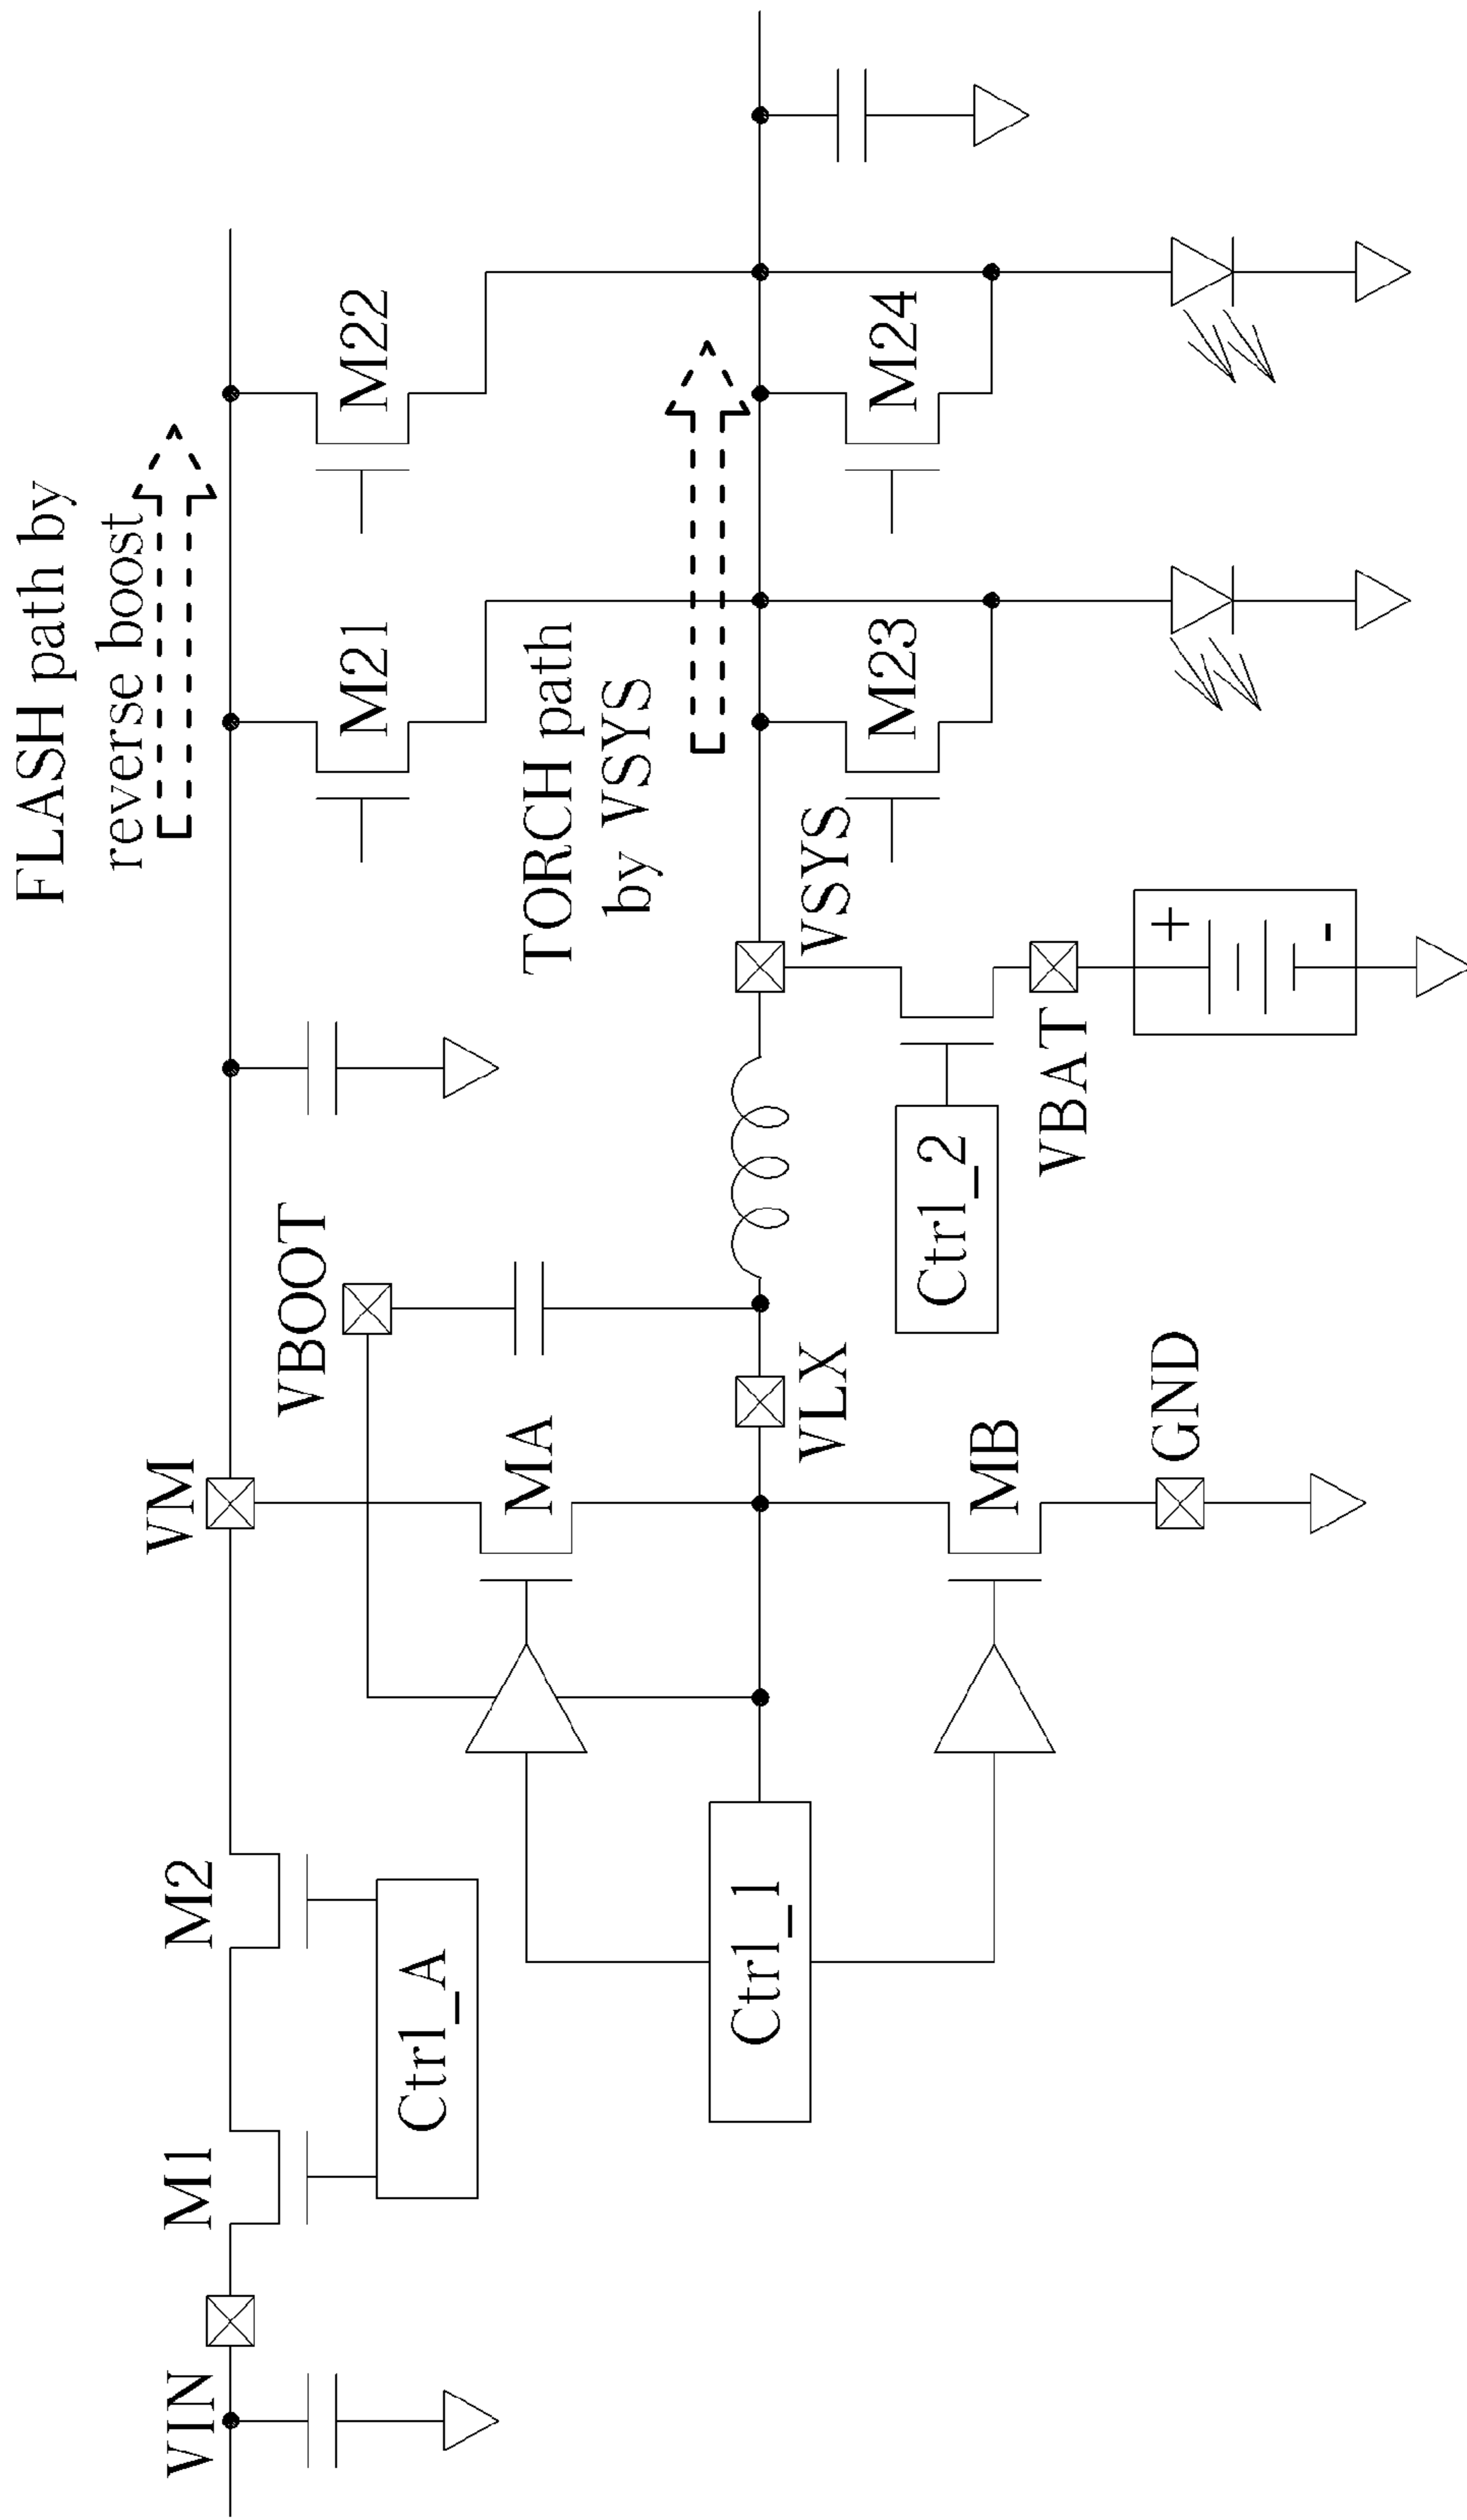 FLASH path by
reverse boost
VM
VIN
M1
M2
VBOOT
M21
M22
Ctrl_A
MA
TORCH path
by VSYS
Ctrl_1
VLX
VSYS
M23
M24
Ctrl_2
MB
VBAT
GND
+
-